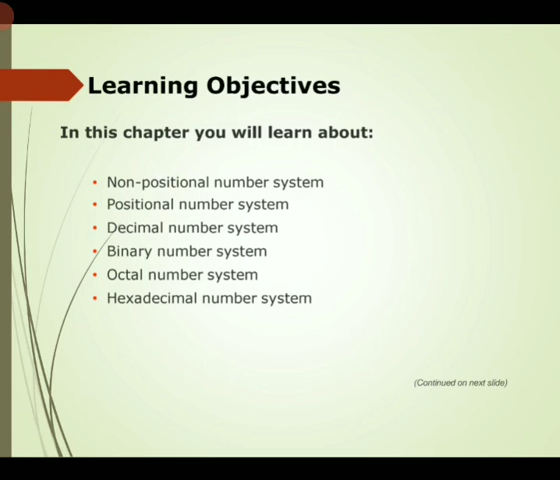 Learning Objectives
In this chapter you will learn about:
• Non-positional number system
• Positional number system
• Decimal number system
• Binary number system
• Octal number system
• Hexadecimal number system
(Continued on next slide)